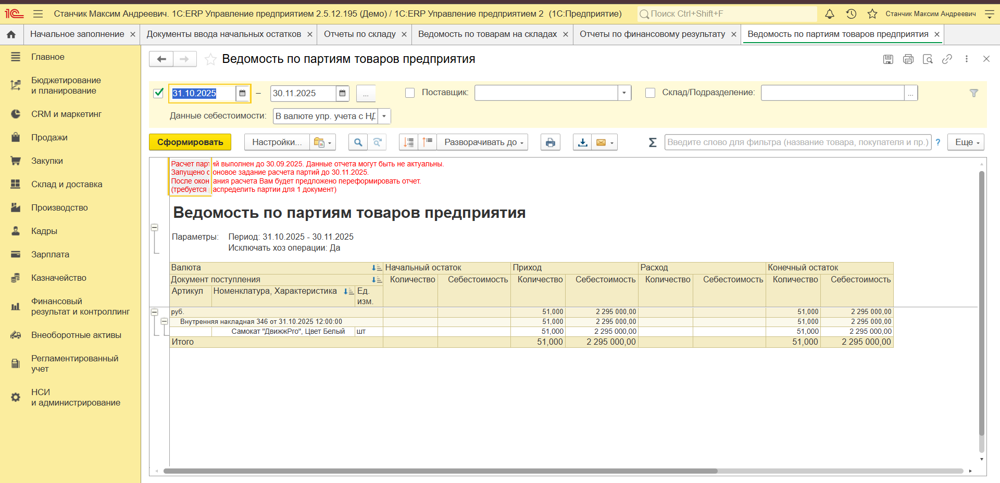 1С Станчик Максим Андреевич. 1С:ERP Управление предприятием 2.5.12.195 (Демо) / 1С:ERP Управление предприятием 2 (1С:Предприятие) Поиск Ctrl+Shift+F Станчик Максим Андреевич
Начальное заполнение × Документы ввода начальных остатков × Отчеты по складу × Ведомость по товарам на складах × Отчеты по финансовому результату × Ведомость по партиям товаров предприятия ×
Главное
Бюджетирование
и планирование
CRM и маркетинг
Продажи
Закупки
Склад и доставка
Производство
Кадры
Зарплата
Казначейство
Финансовый
результат и контроллинг
Внеоборотные активы
Регламентированный
учет
НСИ
и администрирование
Ведомость по партиям товаров предприятия
31.10.2025 – 30.11.2025 ... Поставщик: Склад/Подразделение: ...
Данные себестоимости: В валюте упр. учета с НД
Сформировать Настройки... Разворачивать до Σ Введите слово для фильтра (название товара, покупателя и пр.) ? Еще
Расчет партий выполнен до 30.09.2025. Данные отчета могут быть не актуальны.
Запущено фоновое задание расчета партий до 30.11.2025.
После окончания расчета Вам будет предложено переформировать отчет.
(требуется распределить партии для 1 документ)
Ведомость по партиям товаров предприятия
Параметры: Период: 31.10.2025 - 30.11.2025
Исключать хоз операции: Да
Валюта Начальный остаток Приход Расход Конечный остаток
Документ поступления Количество Себестоимость Количество Себестоимость Количество Себестоимость Количество Себестоимость
Артикул Номенклатура, Характеристика Ед.
изм.
руб. 51,000 2 295 000,00 51,000 2 295 000,00
Внутренняя накладная 346 от 31.10.2025 12:00:00 51,000 2 295 000,00 51,000 2 295 000,00
Самокат "ДвижжPro", Цвет Белый шт 51,000 2 295 000,00 51,000 2 295 000,00
Итого 51,000 2 295 000,00 51,000 2 295 000,00